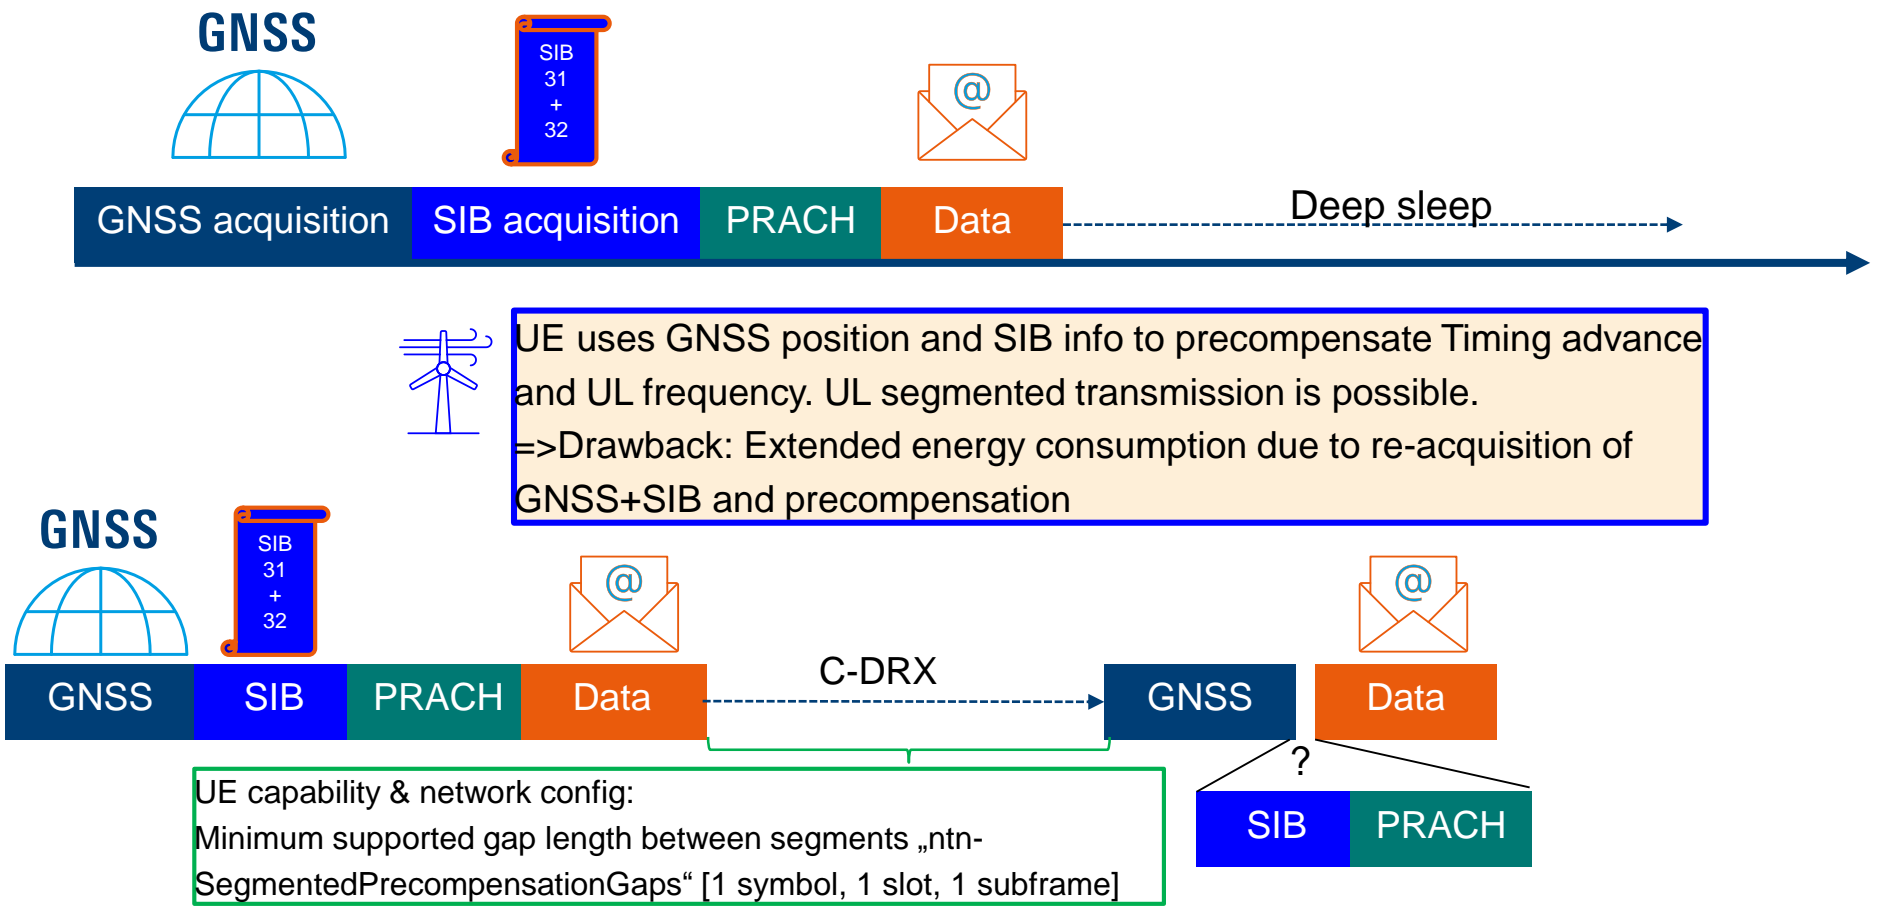 GNSS
SIB
31
+
32
@
GNSS acquisition
SIB acquisition
PRACH
Data
Deep sleep
UE uses GNSS position and SIB info to precompensate Timing advance
and UL frequency. UL segmented transmission is possible.
=>Drawback: Extended energy consumption due to re-acquisition of
GNSS+SIB and precompensation
GNSS
SIB
31
+
32
@
@
GNSS
SIB
PRACH
Data
C-DRX
GNSS
Data
?
SIB
PRACH
UE capability & network config:
Minimum supported gap length between segments „ntn-
SegmentedPrecompensationGaps“ [1 symbol, 1 slot, 1 subframe]